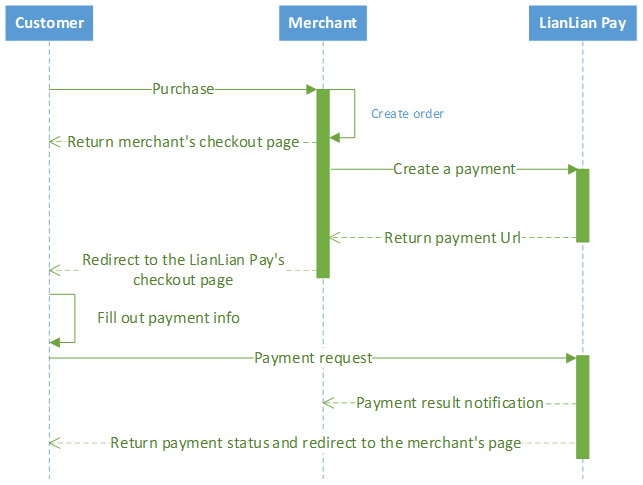 Customer
Merchant
LianLian Pay
Purchase
Create order
Return merchant's checkout page
Create a payment
Return payment Url
Redirect to the LianLian Pay's
checkout page
Fill out payment info
Payment request
Payment result notification
Return payment status and redirect to the merchant's page